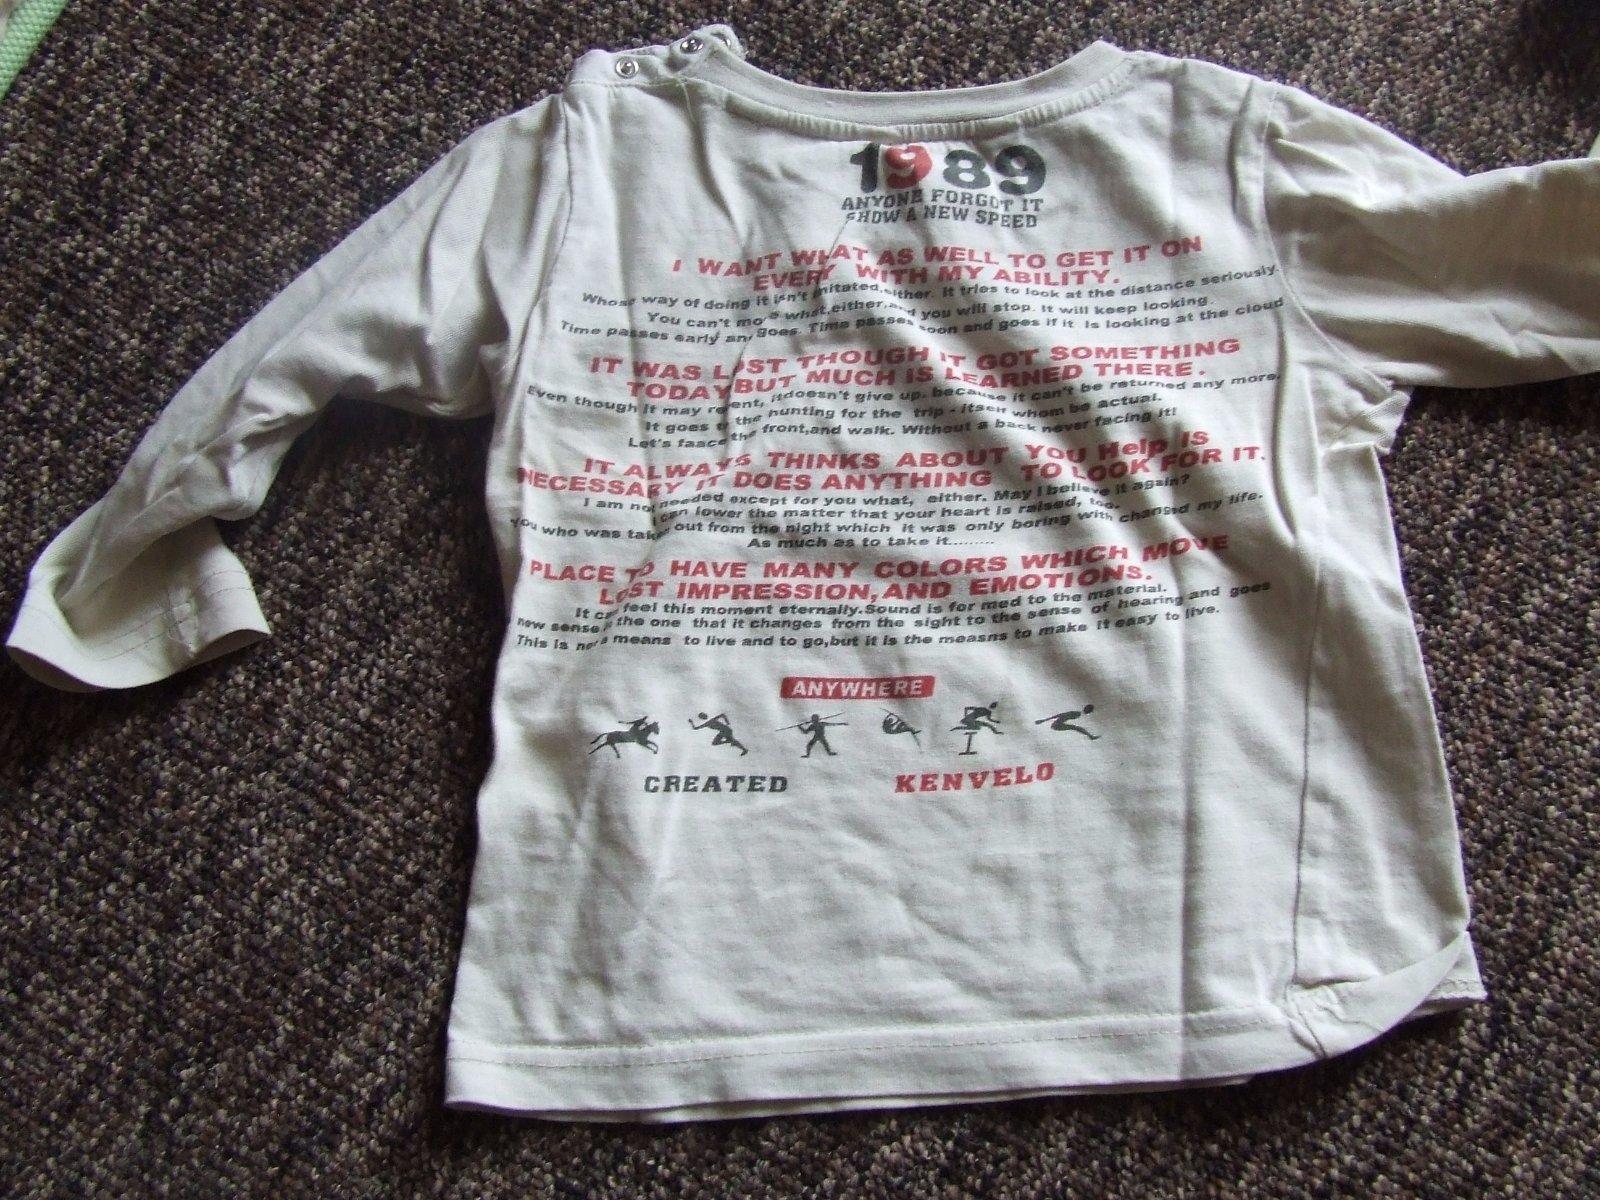 1989
ANYONE FORGOT IT
SHOW A NEW SPEED
I WANT WHAT AS WELL TO GET IT ON
EVERY WITH MY ABILITY.
Whose way of doing it isn't imitated,either. It tries to look at the distance seriously.
You can't move what,either,and you will stop. It will keep looking.
Time passes early and goes. Time passes soon and goes if it is looking at the cloud
IT WAS LOST THOUGH IT GOT SOMETHING
TODAY BUT MUCH IS LEARNED THERE.
Even though it may repent, itdoesn't give up. because it can't be returned any more.
It goes the hunting for the trip - itself whom be actual.
Let's faace the front,and walk. Without a back never facing it!
IT ALWAYS THINKS ABOUT YOU Help IS
NECESSARY IT DOES ANYTHING TO LOOK FOR IT.
I am not needed except for you what, either. May I believe it again?
can lower the matter that your heart is raised, too.
you who was taken out from the night which it was only boring with changd my life.
As much as to take it.........
PLACE TO HAVE MANY COLORS WHICH MOVE
LOST IMPRESSION,AND EMOTIONS.
It can feel this moment eternally.Sound is for med to the material.
new sense the one that it changes from the sight to the sense of hearing and goes
This is not a means to live and to go,but it is the measns to make it easy to live.
ANYWHERE
CREATED KENVELO